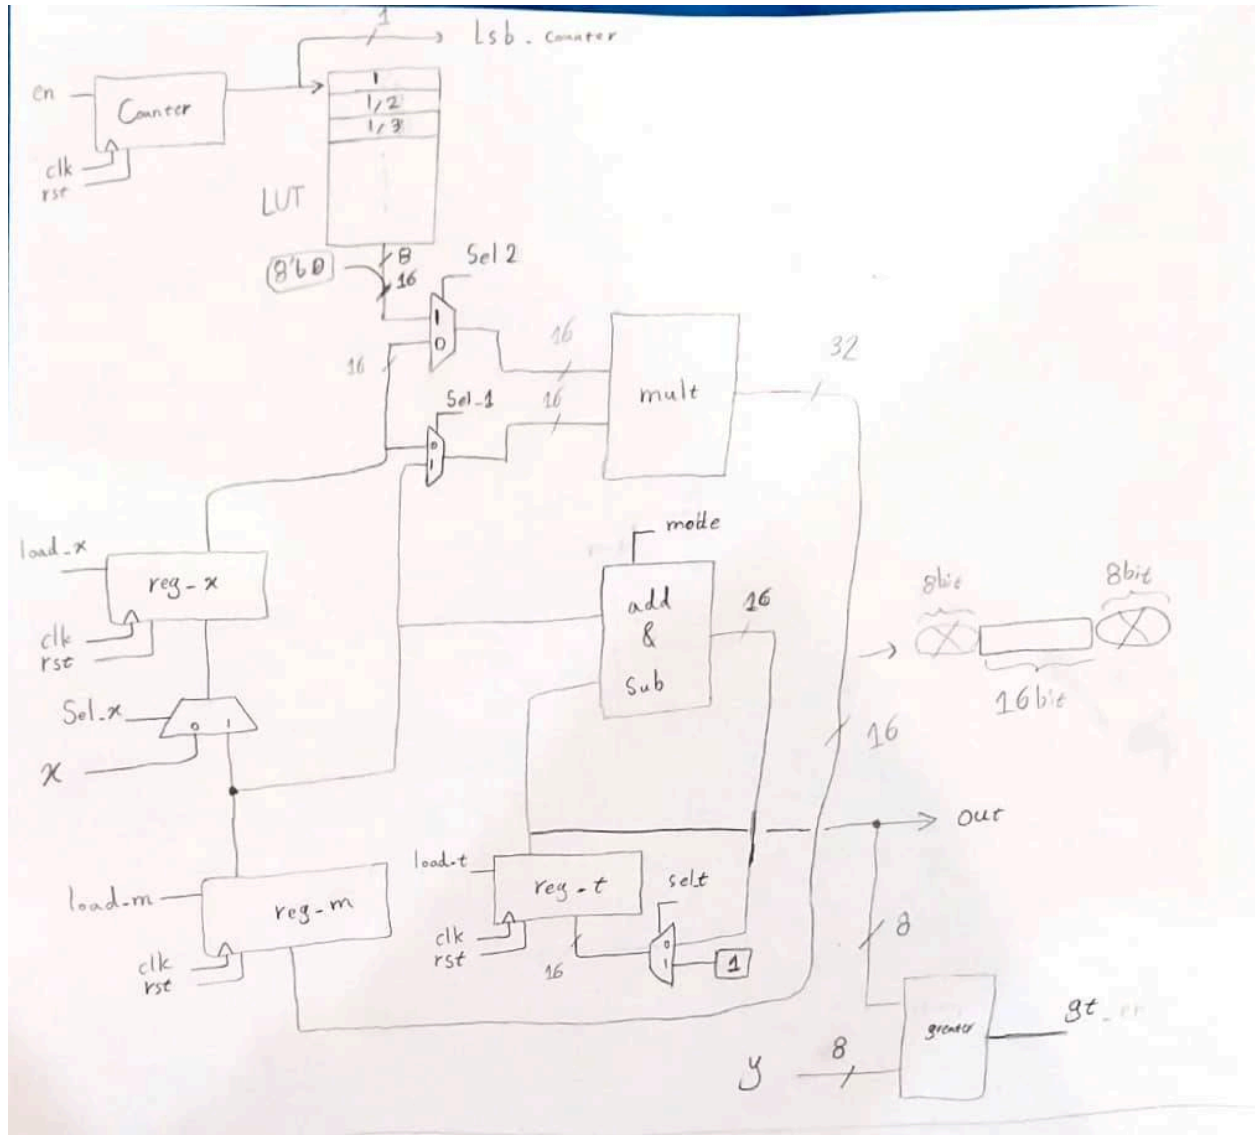 1
Lsb_counter
en
Counter
clk
rst
1
1/2
1/3
LUT
8
8'b0
16
Sel 2
1
0
16
16
16
Sel_1
0
1
mult
32
load_x
reg_x
clk
rst
mode
add
&
Sub
16
8bit
8bit
16bit
16
Sel_x
0 1
x
out
load_m
reg_m
clk
rst
load_t
reg_t
clk
rst
16
selt
0
1
1
8
greater
gt_en
y
8